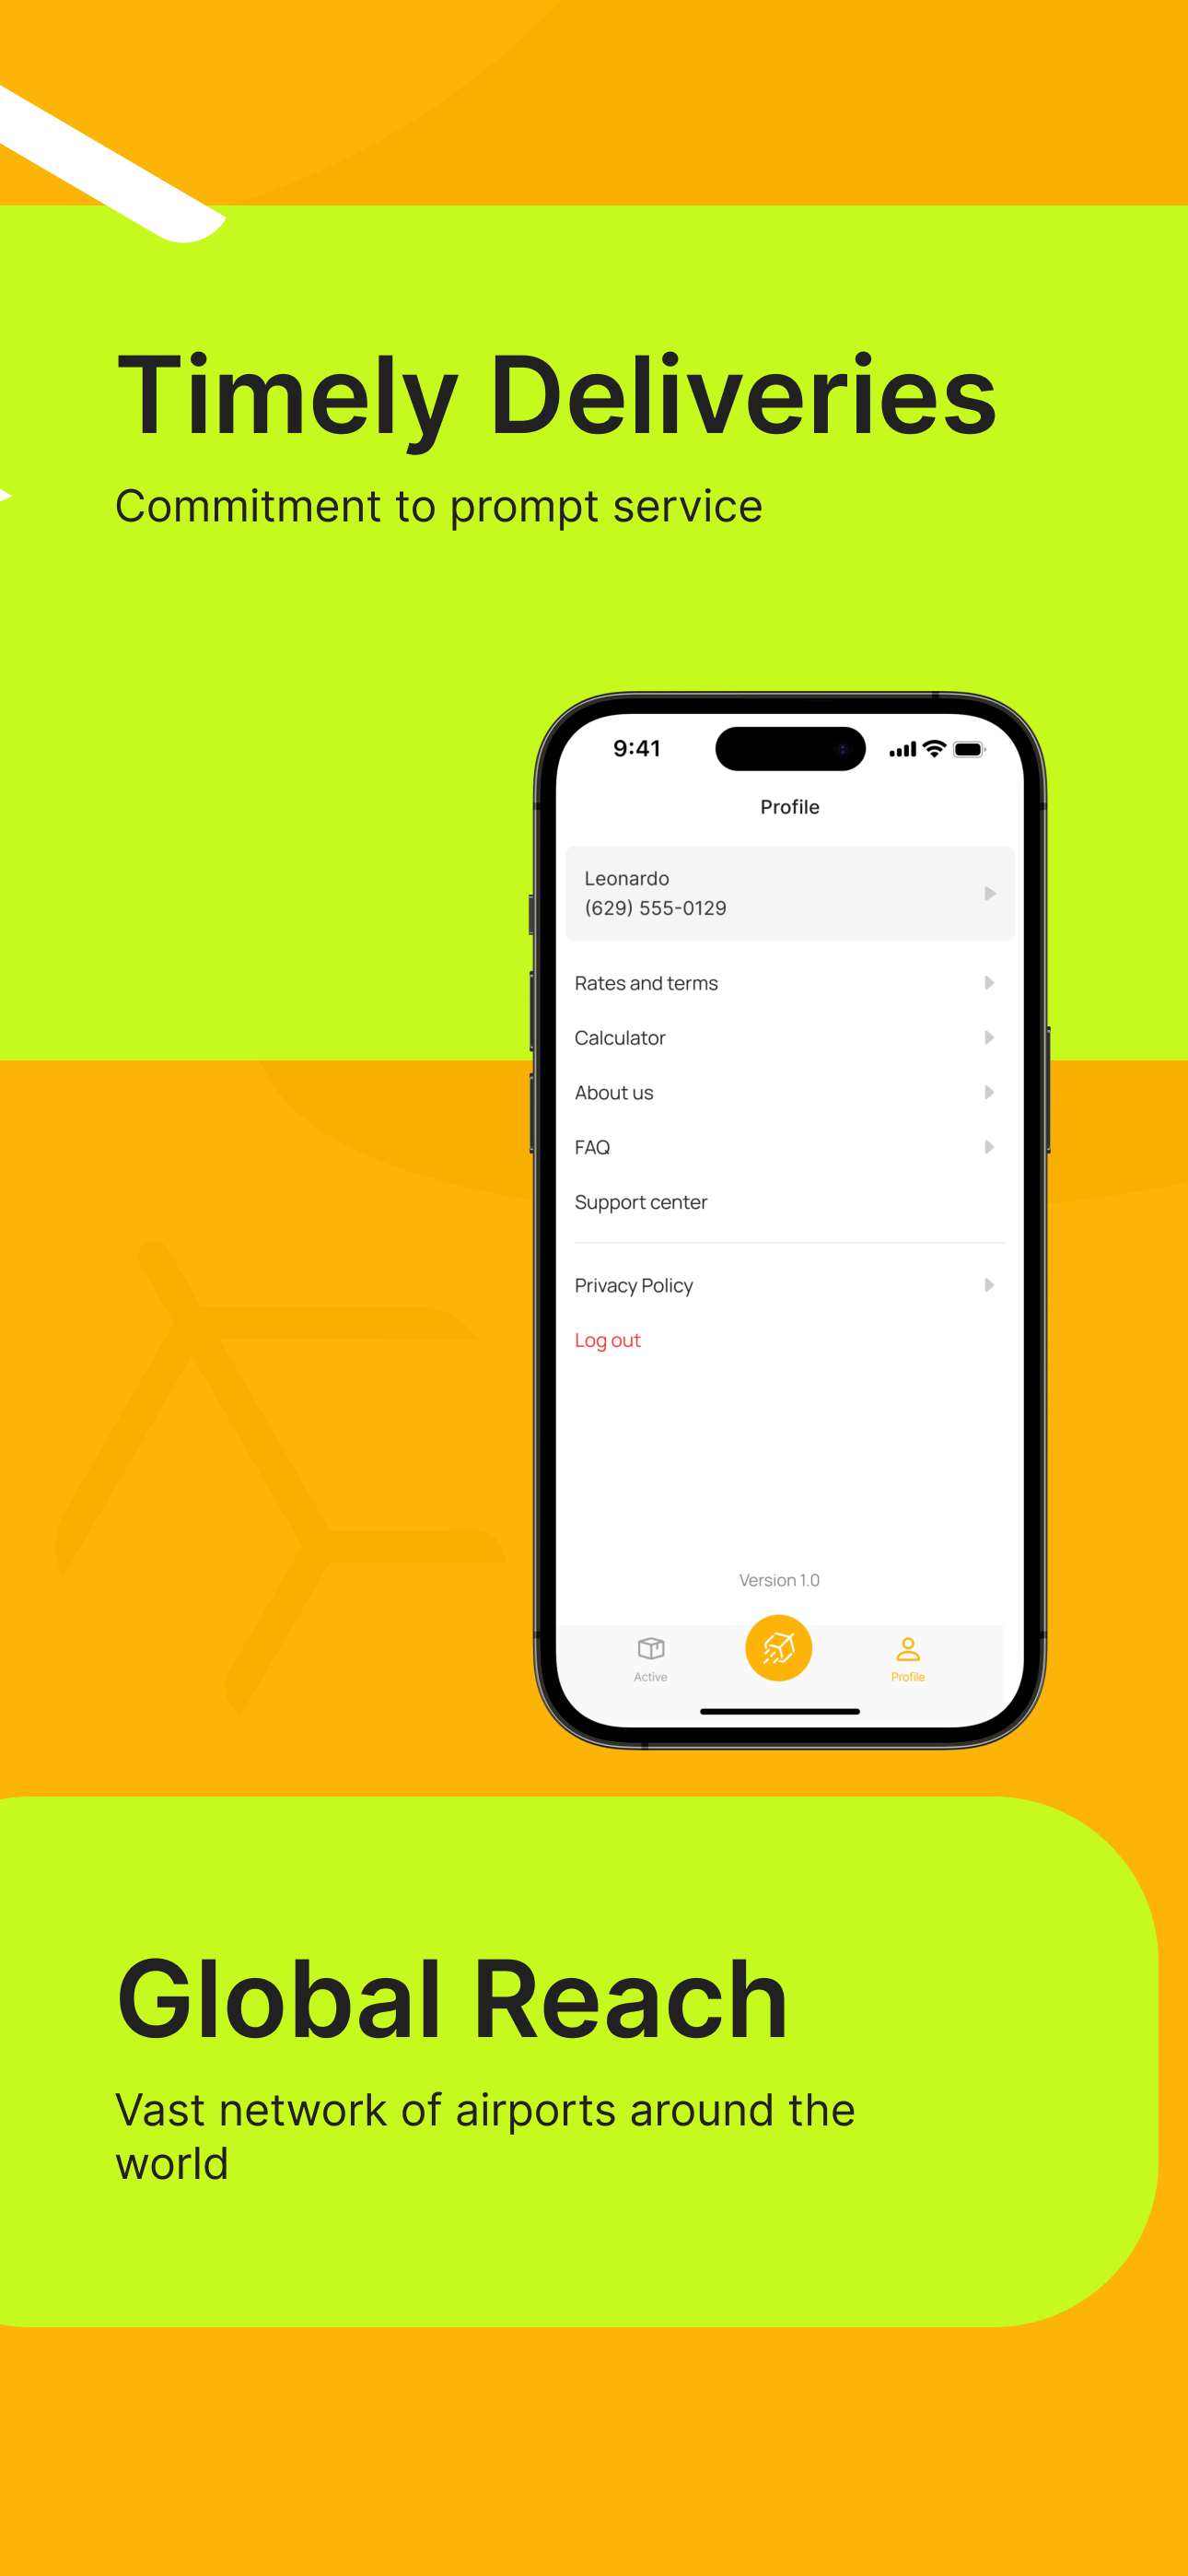 Timely Deliveries
Commitment to prompt service
9:41
Profile
Leonardo
(629) 555-0129
Rates and terms
Calculator
About us
FAQ
Support center
Privacy Policy
Log out
Version 1.0
Active
Profile
Global Reach
Vast network of airports around the
world